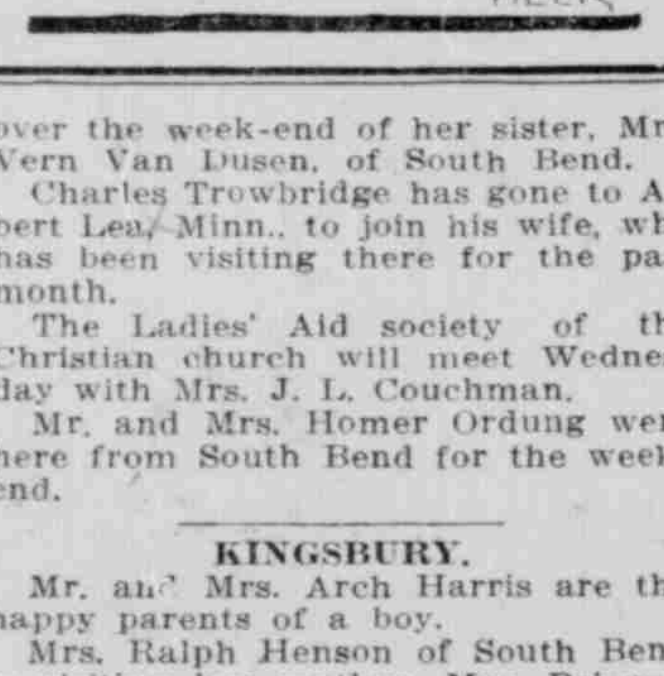 over the week-end of her sister, Mr
Vern Van Dusen, of South Bend.
Charles Trowbridge has gone to A
bert Lea, Minn., to join his wife, wh
has been visiting there for the pa
month.
The Ladies' Aid society of th
Christian church will meet Wednes
day with Mrs. J. L. Couchman.
Mr. and Mrs. Homer Ordung wer
here from South Bend for the week
end.
KINGSBURY.
Mr. and Mrs. Arch Harris are th
happy parents of a boy.
Mrs. Ralph Henson of South Ben